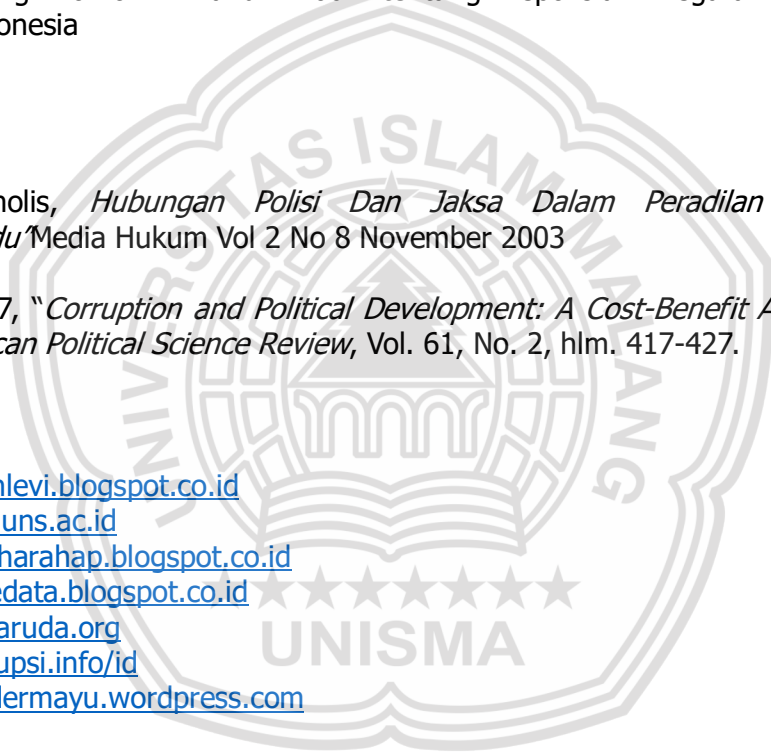 onesia
nolis, Hubungan Polisi Dan Jaksa Dalam Peradilan
du”Media Hukum Vol 2 No 8 November 2003
7, “Corruption and Political Development: A Cost-Benefit A
can Political Science Review, Vol. 61, No. 2, hlm. 417-427.
nlevi.blogspot.co.id
uns.ac.id
harahap.blogspot.co.id
edata.blogspot.co.id
aruda.org
upsi.info/id
dermayu.wordpress.com
UNIVERSITAS ISLAM MALANG
UNISMA